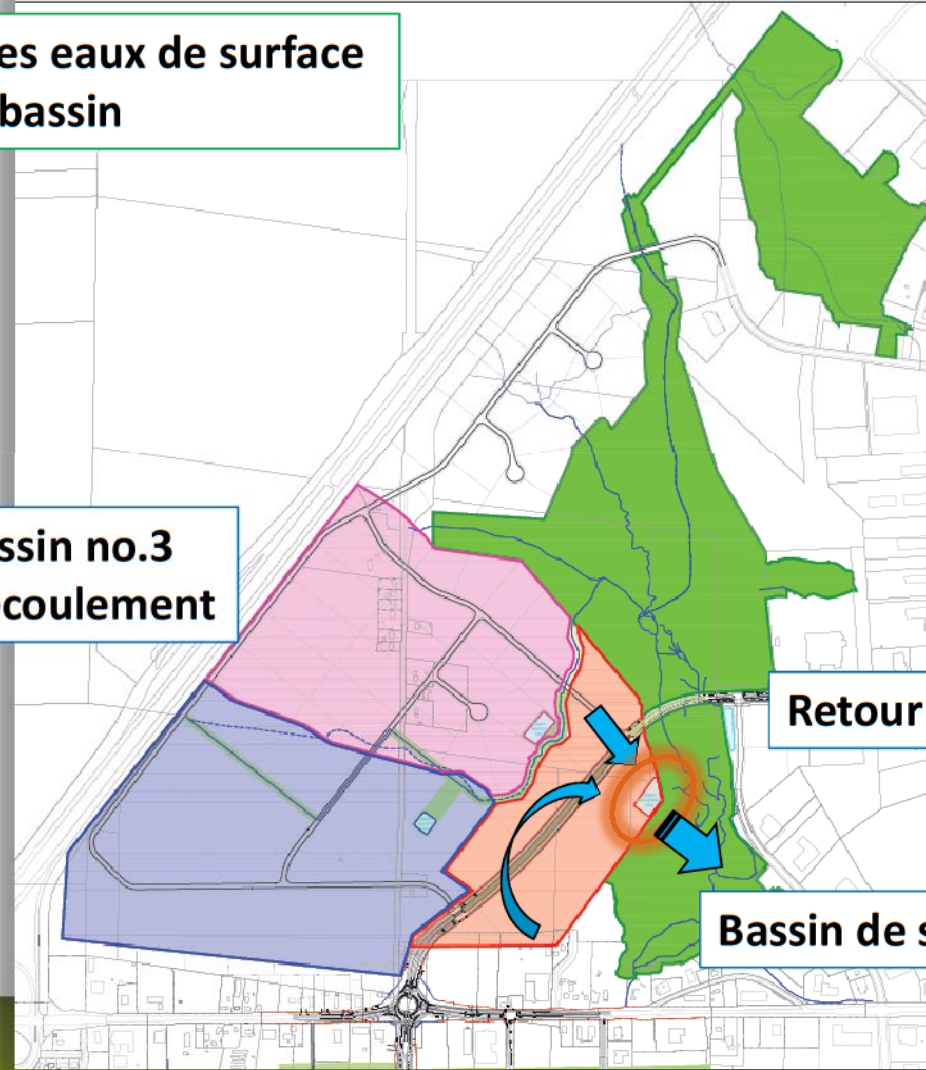 es eaux de surface
bassin
ssin no.3
coulement
Retour
Bassin de s